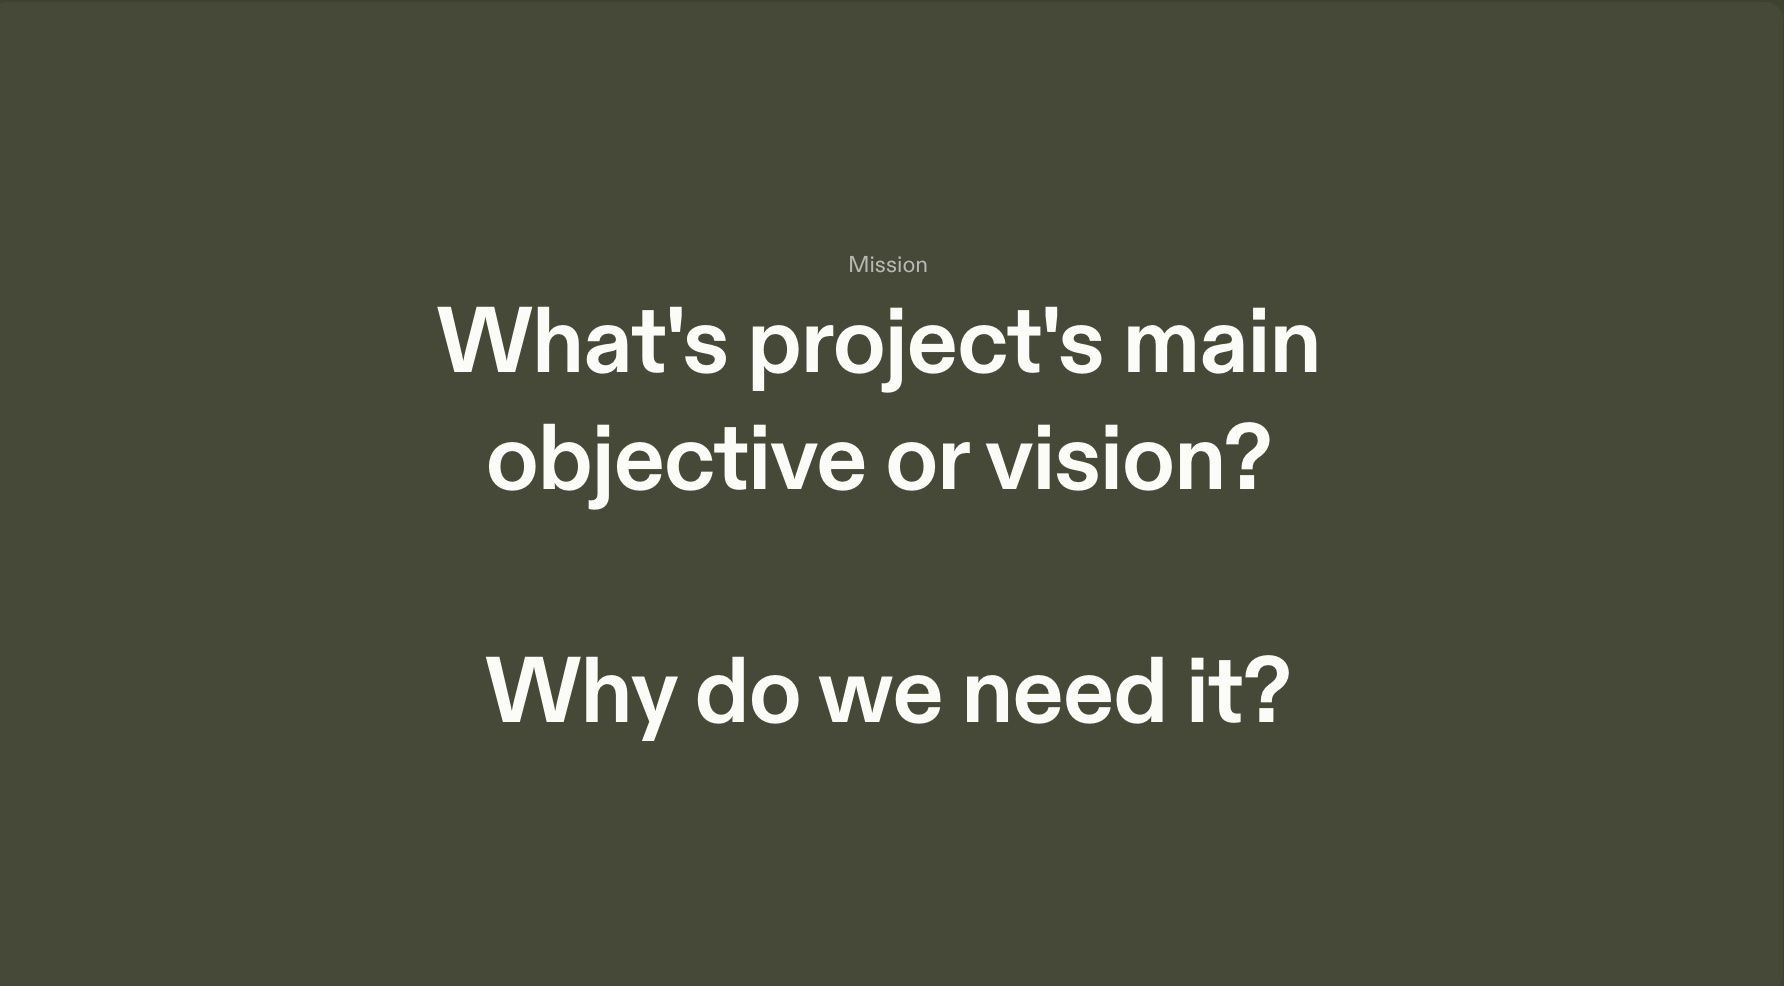 Mission
What's project's main
objective or vision?
Why do we need it?